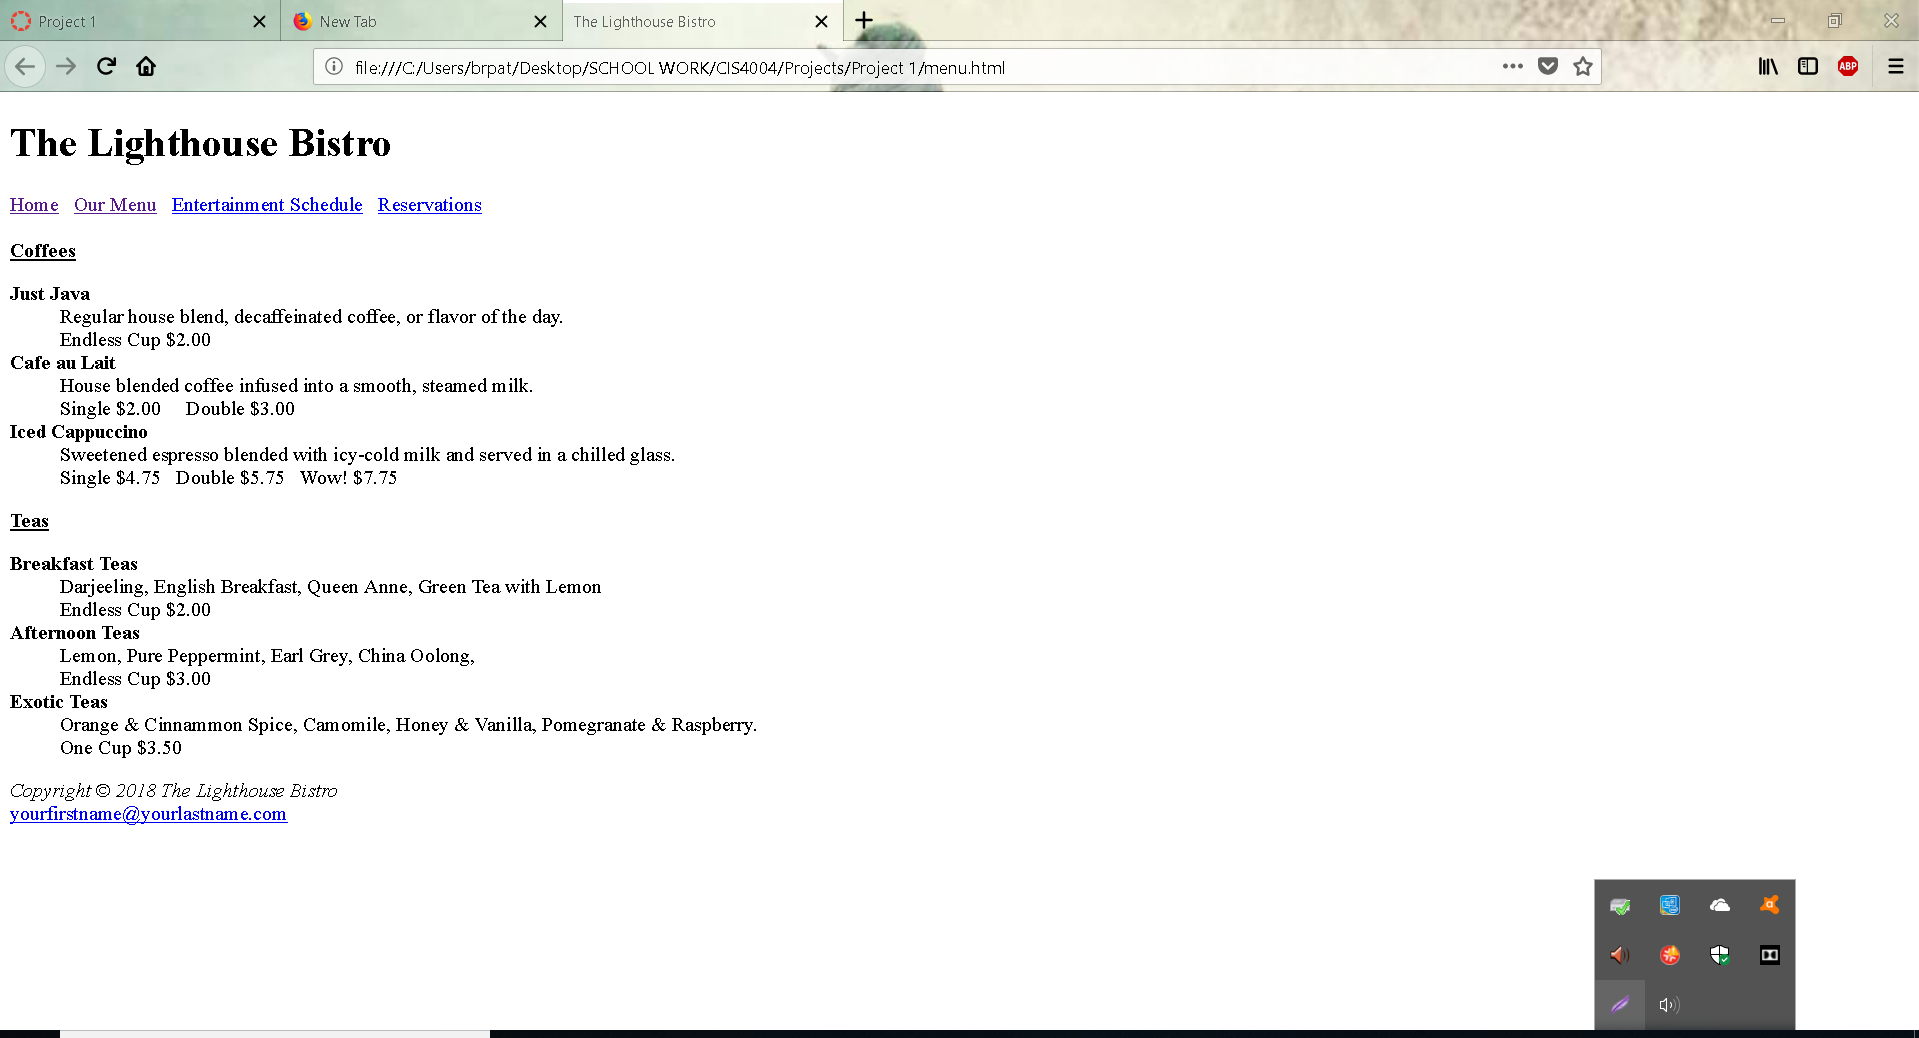 Project 1
New Tab
The Lighthouse Bistro
file:///C:/Users/brpat/Desktop/SCHOOL WORK/CIS4004/Projects/Project 1/menu.html
ABP
The Lighthouse Bistro
Home Our Menu Entertainment Schedule Reservations
Coffees
Just Java
Regular house blend, decaffeinated coffee, or flavor of the day.
Endless Cup $2.00
Cafe au Lait
House blended coffee infused into a smooth, steamed milk.
Single $2.00 Double $3.00
Iced Cappuccino
Sweetened espresso blended with icy-cold milk and served in a chilled glass.
Single $4.75 Double $5.75 Wow! $7.75
Teas
Breakfast Teas
Darjeeling, English Breakfast, Queen Anne, Green Tea with Lemon
Endless Cup $2.00
Afternoon Teas
Lemon, Pure Peppermint, Earl Grey, China Oolong,
Endless Cup $3.00
Exotic Teas
Orange & Cinnammon Spice, Camomile, Honey & Vanilla, Pomegranate & Raspberry.
One Cup $3.50
Copyright © 2018 The Lighthouse Bistro
yourfirstname@yourlastname.com